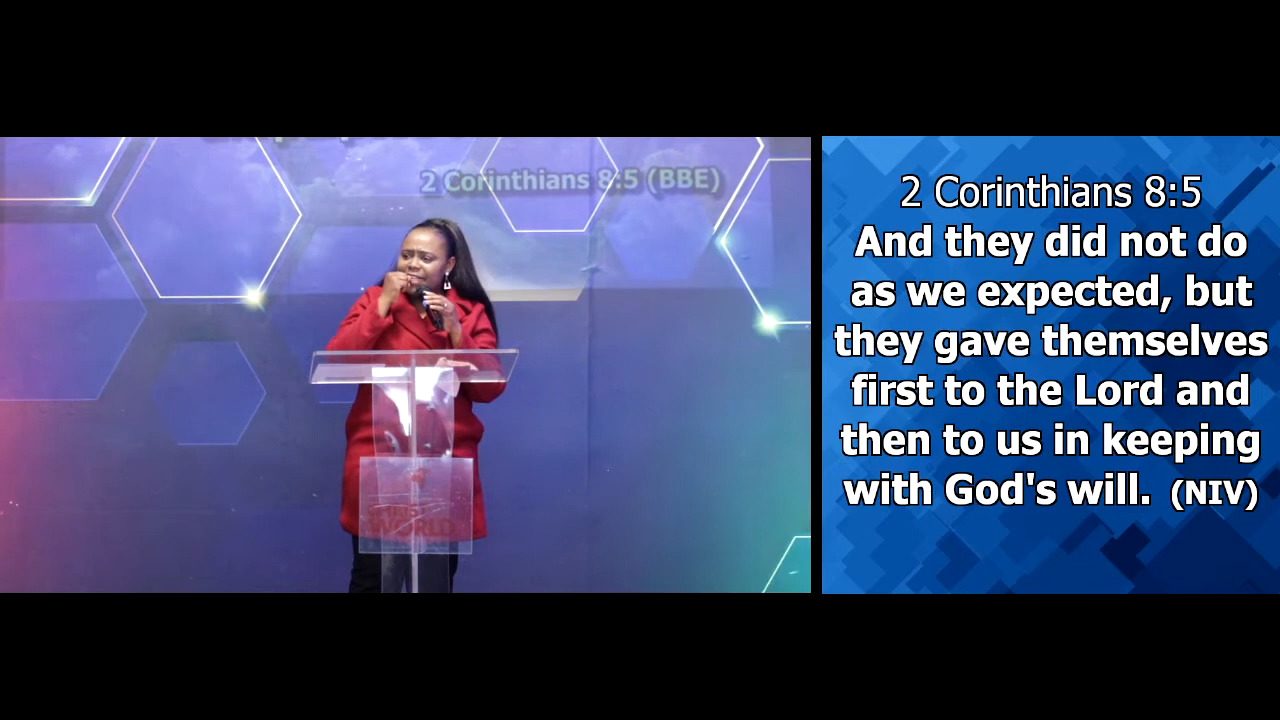 2 Corinthians 8:5 (BBE)
WORLD
2 Corinthians 8:5
And they did not do
as we expected, but
they gave themselves
first to the Lord and
then to us in keeping
with God's will. (NIV)